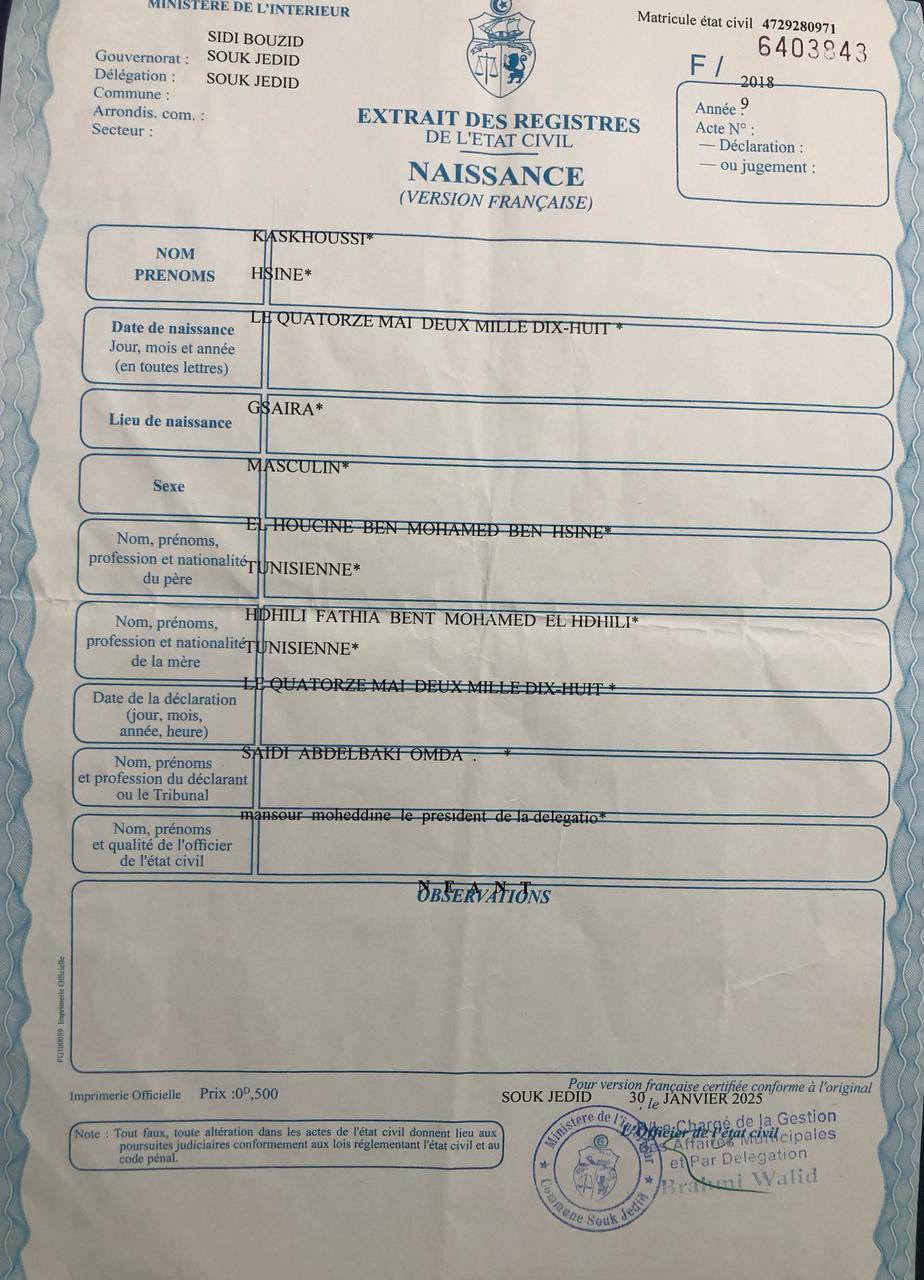 MINISTERE DE L'INTERIEUR
Matricule état civil 4729280971
6403843
F /
SIDI BOUZID
Gouvernorat : SOUK JEDID
Délégation : SOUK JEDID
Commune :
Arrondis. com. :
Secteur :
2018
Année : 9
Acte N° :
— Déclaration :
— ou jugement :
EXTRAIT DES REGISTRES
DE L'ETAT CIVIL
NAISSANCE
(VERSION FRANÇAISE)
NOM
PRENOMS
KASKHOUSSI*
HSINE*
Date de naissance
Jour, mois et année
(en toutes lettres)
LE QUATORZE MAI DEUX MILLE DIX-HUIT *
Lieu de naissance
GSAIRA*
Sexe
MASCULIN*
Nom, prénoms,
profession et nationalité
du père
EL HOUCINE BEN MOHAMED BEN HSINE*
TUNISIENNE*
Nom, prénoms,
profession et nationalité
de la mère
HDHILI FATHIA BENT MOHAMED EL HDHILI*
TUNISIENNE*
Date de la déclaration
(jour, mois,
année, heure)
LE QUATORZE MAI DEUX MILLE DIX-HUIT *
Nom, prénoms
et profession du déclarant
ou le Tribunal
SAIDI ABDELBAKI OMDA . *
Nom, prénoms
et qualité de l'officier
de l'état civil
mansour moheddine le president de la delegatio*
N E A N T
OBSERVATIONS
PG100059 Imprimerie Officielle
Imprimerie Officielle Prix :0ᴰ,500
Pour version française certifiée conforme à l'original
SOUK JEDID 30 , le JANVIER 2025
L'Officier de l'état civil
Note : Tout faux, toute altération dans les actes de l'état civil donnent lieu aux
poursuites judiciaires conformement aux lois réglementant l'état civil et au
code pénal.
Ministere de l'interieur
Commune Souk Jedid
Chargé de la Gestion
des Affaires Municipales
et Par Délégation
Brahmi Walid